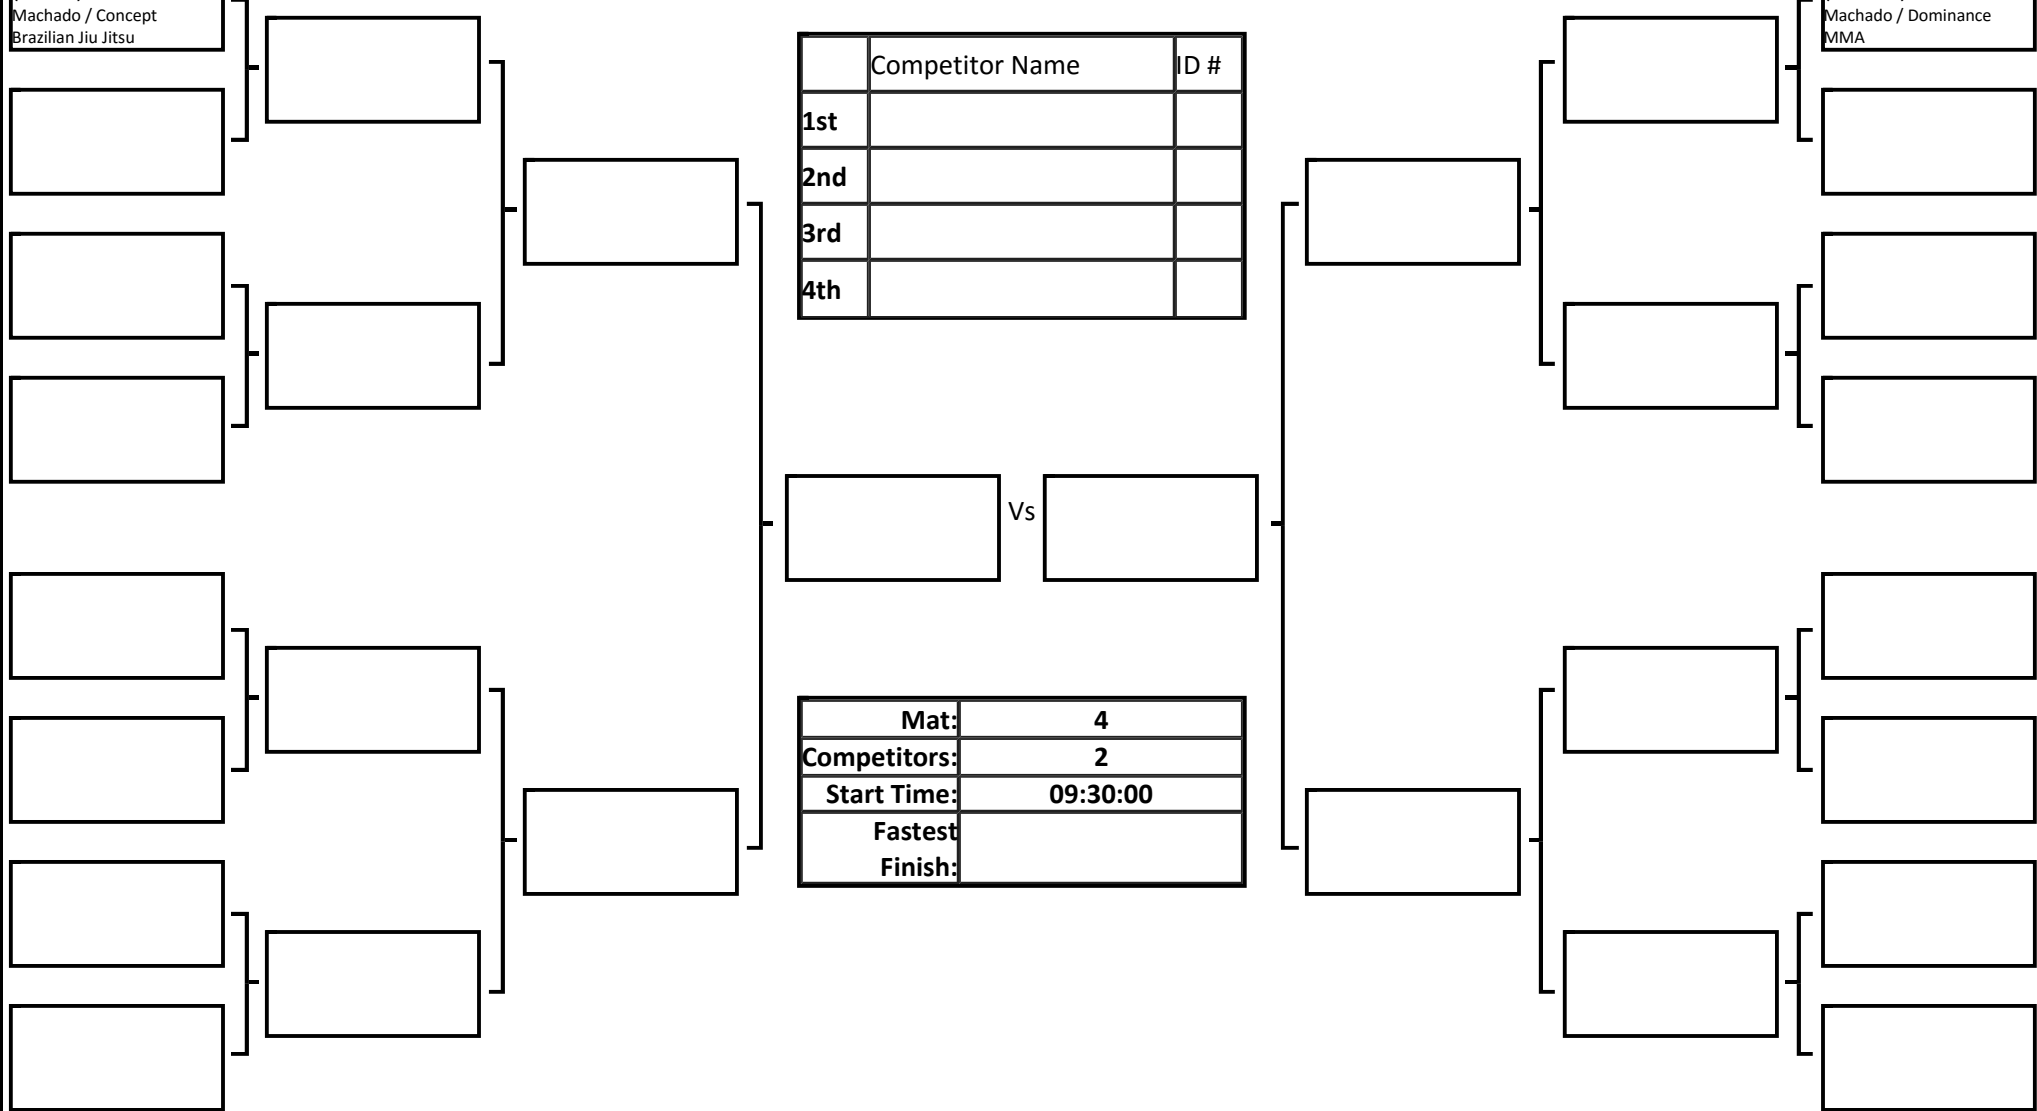 Machado / Concept
Brazilian Jiu Jitsu
Machado / Dominance
MMA
Competitor Name ID #
1st
2nd
3rd
4th
Vs
Mat: 4
Competitors: 2
Start Time: 09:30:00
Fastest
Finish: